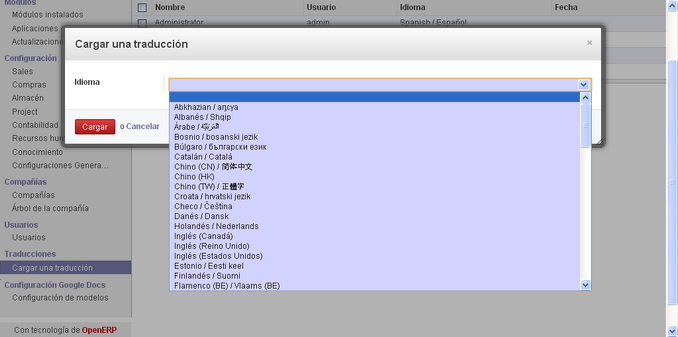 Módulos
Módulos instalados
Aplicaciones
Actualizaciones
Configuración
Sales
Compras
Almacén
Project
Contabilidad
Recursos hum
Conocimiento
Configuraciones Genera...
Compañías
Compañías
Árbol de la compañía
Usuarios
Usuarios
Traducciones
Cargar una traducción
Configuración Google Docs
Configuración de modelos
Con tecnología de OpenERP
Nombre Usuario Idioma Fecha
Administrator admin Spanish / Español
Cargar una traducción ×
Idioma
Cargar o Cancelar
Abkhazian / аҧсуа
Albanés / Shqip
Árabe / الْعَرَبيّة
Bosnio / bosanski jezik
Búlgaro / български език
Catalán / Català
Chino (CN) / 简体中文
Chino (HK)
Chino (TW) / 正體字
Croata / hrvatski jezik
Checo / Čeština
Danés / Dansk
Holandés / Nederlands
Inglés (Canadá)
Inglés (Reino Unido)
Inglés (Estados Unidos)
Estonio / Eesti keel
Finlandés / Suomi
Flamenco (BE) / Vlaams (BE)